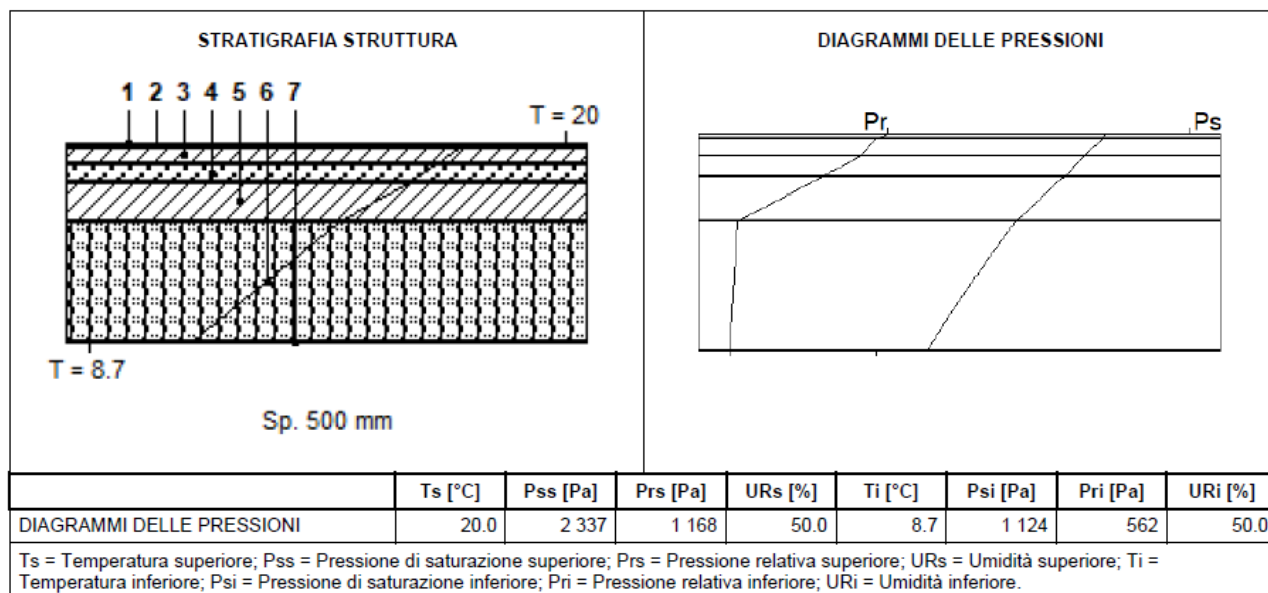 STRATIGRAFIA STRUTTURA
1 2 3 4 5 6 7
T = 20
T = 8.7
Sp. 500 mm
DIAGRAMMI DELLE PRESSIONI
Pr Ps
Ts [°C] Pss [Pa] Prs [Pa] URs [%] Ti [°C] Psi [Pa] Pri [Pa] URi [%]
DIAGRAMMI DELLE PRESSIONI 20.0 2 337 1 168 50.0 8.7 1 124 562 50.0
Ts = Temperatura superiore; Pss = Pressione di saturazione superiore; Prs = Pressione relativa superiore; URs = Umidità superiore; Ti =
Temperatura inferiore; Psi = Pressione di saturazione inferiore; Pri = Pressione relativa inferiore; URi = Umidità inferiore.